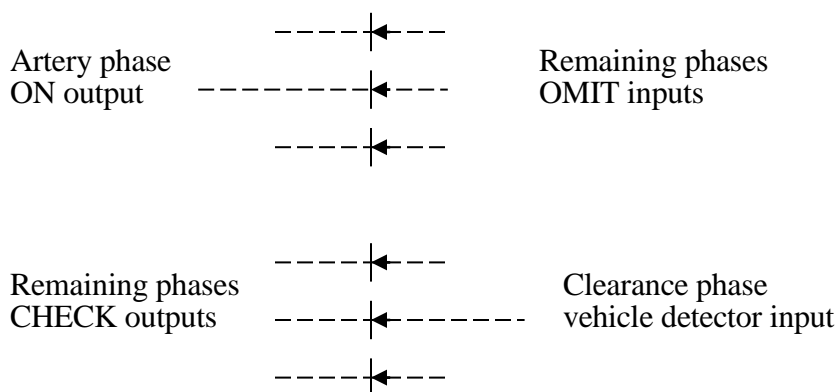 Artery phase
ON output
Remaining phases
OMIT inputs
Remaining phases
CHECK outputs
Clearance phase
vehicle detector input